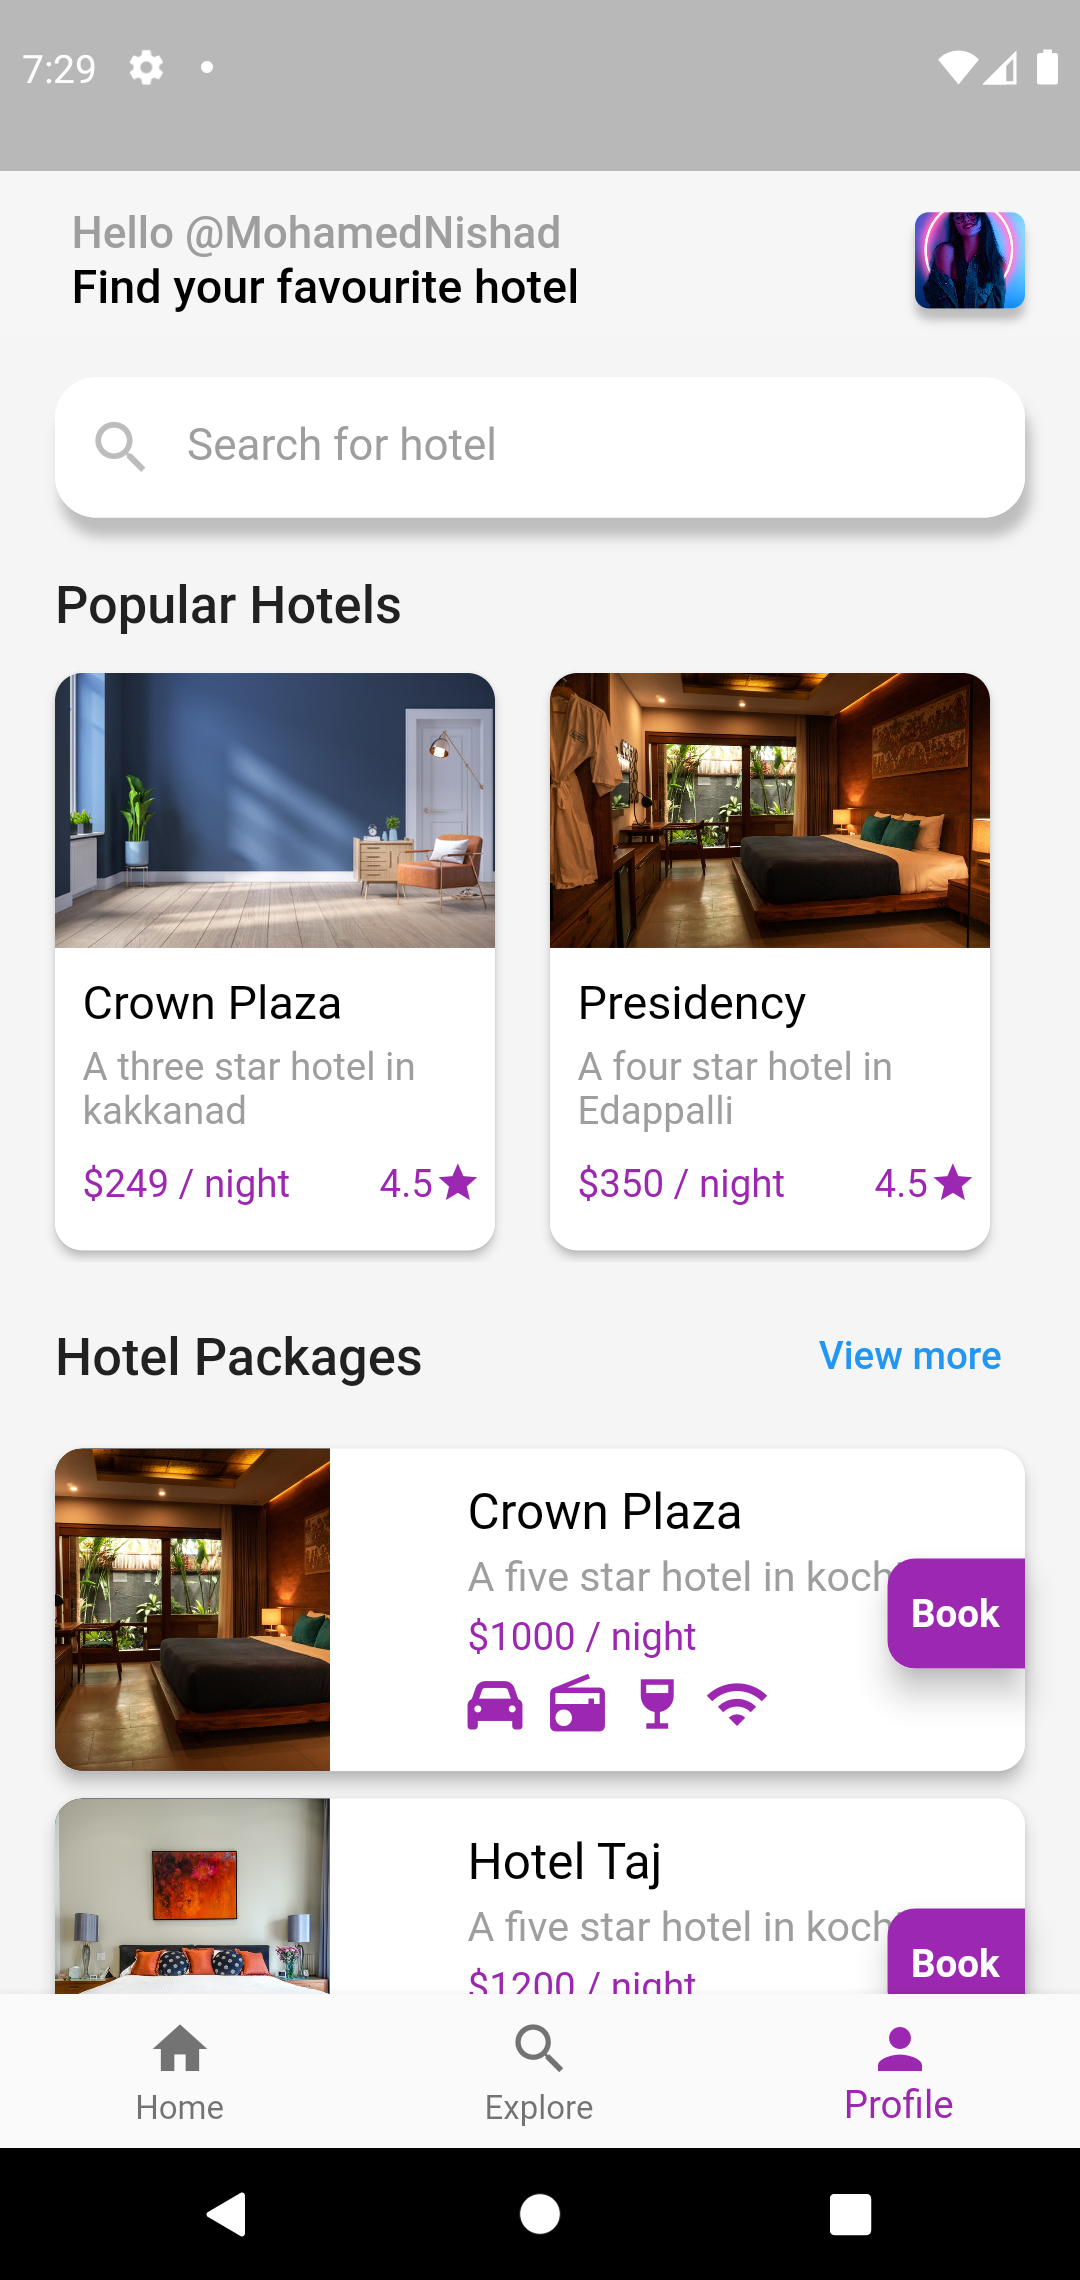 7:29
Hello @MohamedNishad
Find your favourite hotel
Search for hotel
Popular Hotels
Crown Plaza
A three star hotel in
kakkanad
$249 / night 4.5
Presidency
A four star hotel in
Edappalli
$350 / night 4.5
Hotel Packages
View more
Crown Plaza
A five star hotel in koch
$1000 / night
Book
Hotel Taj
A five star hotel in koch
$1200 / night
Book
Home
Explore
Profile